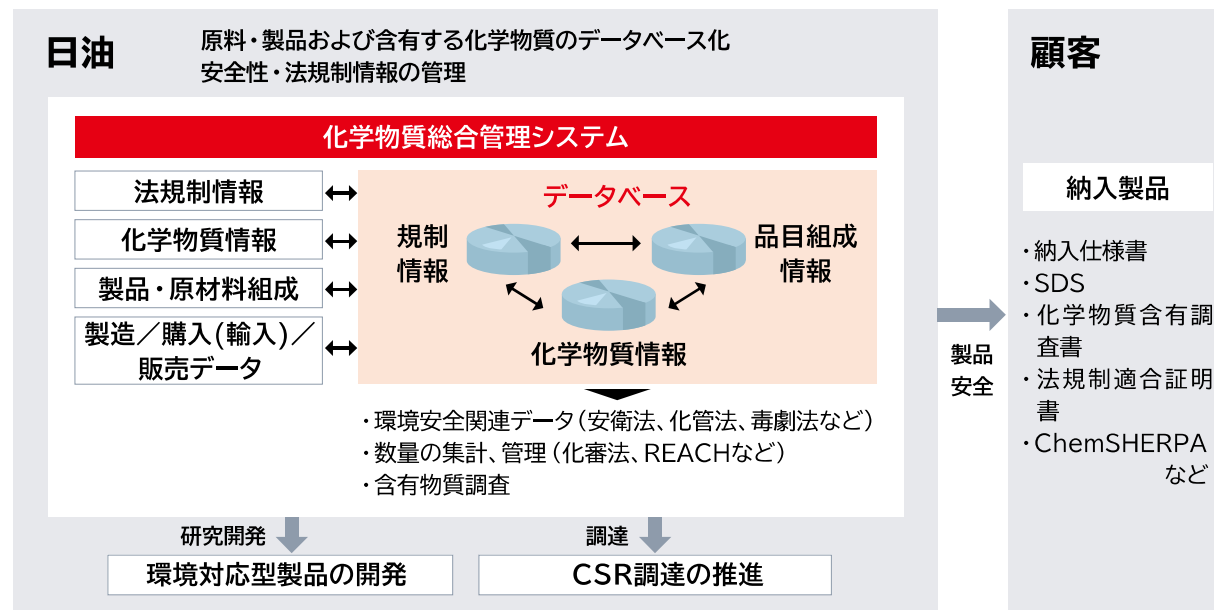 日油
原料・製品および含有する化学物質のデータベース化
安全性・法規制情報の管理
化学物質総合管理システム
法規制情報
化学物質情報
製品・原材料組成
製造／購入(輸入)／
販売データ
データベース
規制
情報
品目組成
情報
化学物質情報
・環境安全関連データ（安衛法、化管法、毒劇法など）
・数量の集計、管理（化審法、REACHなど）
・含有物質調査
研究開発
環境対応型製品の開発
調達
CSR調達の推進
製品
安全
顧客
納入製品
・納入仕様書
・SDS
・化学物質含有調
査書
・法規制適合証明
書
・ChemSHERPA
など